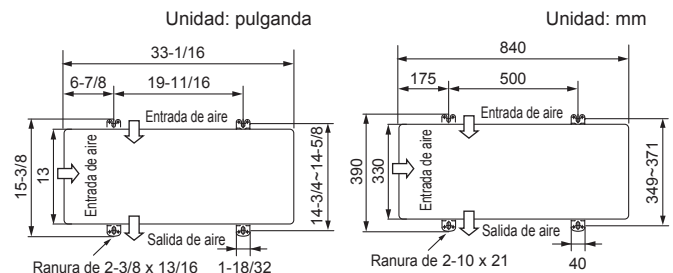 Unidad: pulganda
33-1/16
6-7/8
19-11/16
Entrada de aire
15-3/8
13
Entrada de aire
14-3/4~14-5/8
Salida de aire
Ranura de 2-3/8 x 13/16
1-18/32
Unidad: mm
840
175
500
Entrada de aire
390
330
Entrada de aire
349~371
Salida de aire
Ranura de 2-10 x 21
40